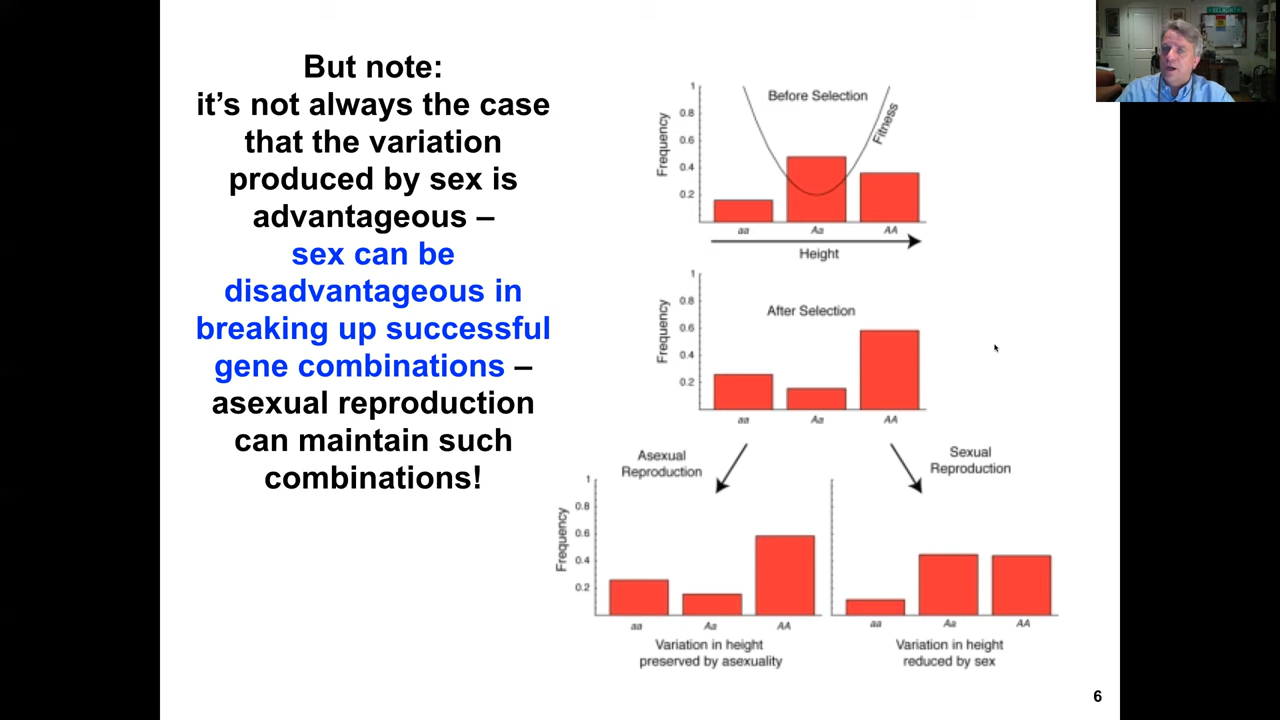 But note:
it's not always the case
that the variation
produced by sex is
advantageous –
sex can be
disadvantageous in
breaking up successful
gene combinations –
asexual reproduction
can maintain such
combinations!
Before Selection
Fitness
Frequency
1
0.8
0.6
0.4
0.2
aa Aa AA
Height
After Selection
Frequency
1
0.8
0.6
0.4
0.2
aa Aa AA
Asexual
Reproduction
Sexual
Reproduction
Frequency
1
0.8
0.6
0.4
0.2
aa Aa AA
Variation in height
preserved by asexuality
aa Aa AA
Variation in height
reduced by sex
6